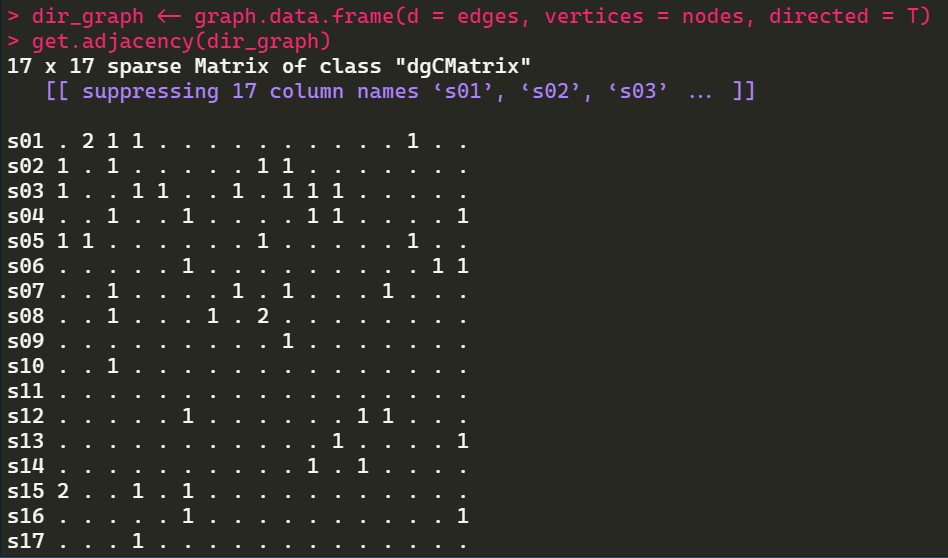 > dir_graph <- graph.data.frame(d = edges, vertices = nodes, directed = T)
> get.adjacency(dir_graph)
17 x 17 sparse Matrix of class "dgCMatrix"
[[ suppressing 17 column names ‘s01’, ‘s02’, ‘s03’ ... ]]
s01 . 2 1 1 . . . . . . . . . . 1 . .
s02 1 . 1 . . . . . 1 1 . . . . . . .
s03 1 . . 1 1 . . 1 . 1 1 1 . . . . .
s04 . . 1 . . 1 . . . . 1 1 . . . . 1
s05 1 1 . . . . . . 1 . . . . . 1 . .
s06 . . . . . 1 . . . . . . . . . 1 1
s07 . . 1 . . . . 1 . 1 . . . 1 . . .
s08 . . 1 . . . 1 . 2 . . . . . . . .
s09 . . . . . . . . . 1 . . . . . . .
s10 . . 1 . . . . . . . . . . . . . .
s11 . . . . . . . . . . . . . . . . .
s12 . . . . . 1 . . . . . . 1 1 . . .
s13 . . . . . . . . . . . 1 . . . . 1
s14 . . . . . . . . . . 1 . 1 . . . .
s15 2 . . 1 . 1 . . . . . . . . . . .
s16 . . . . . 1 . . . . . . . . . . 1
s17 . . . 1 . . . . . . . . . . . . .